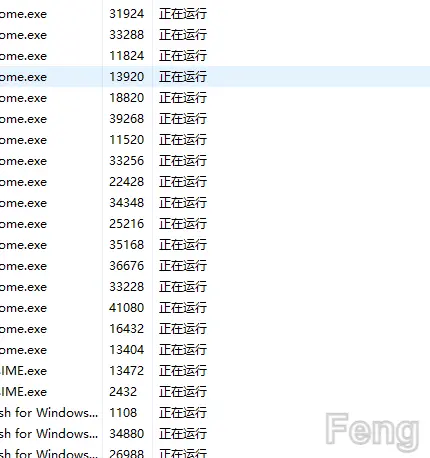 ome.exe 31924 正在运行
ome.exe 33288 正在运行
ome.exe 11824 正在运行
ome.exe 13920 正在运行
ome.exe 18820 正在运行
ome.exe 39268 正在运行
ome.exe 11520 正在运行
ome.exe 33256 正在运行
ome.exe 22428 正在运行
ome.exe 34348 正在运行
ome.exe 25216 正在运行
ome.exe 35168 正在运行
ome.exe 36676 正在运行
ome.exe 33228 正在运行
ome.exe 41080 正在运行
ome.exe 16432 正在运行
ome.exe 13404 正在运行
IME.exe 13472 正在运行
IME.exe 2432 正在运行
sh for Windows... 1108 正在运行
sh for Windows... 34880 正在运行
sh for Windows... 26988 正在运行
Feng